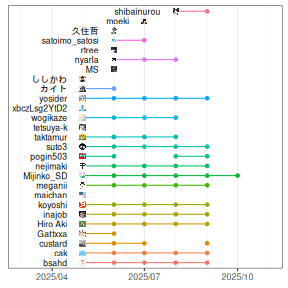 shibainurou
moeki
久住哲
satoimo_satosi
rtree
nyarla
MS
ししかわ
カイト
yosider
xbczLsg2YtD2
wogikaze
tetsuya-k
taktamur
suto3
pogin503
nejimaki
Mijinko_SD
meganii
maichan
koyoshi
inajob
Hiro Aki
Gattxxa
custard
cak
bsahd
2025/04 2025/07 2025/10